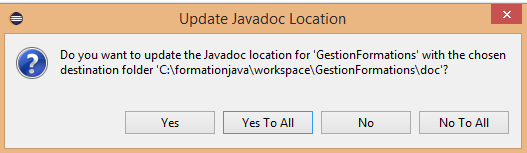 Update Javadoc Location
Do you want to update the Javadoc location for 'GestionFormations' with the chosen
destination folder 'C:\formationjava\workspace\GestionFormations\doc'?
Yes
Yes To All
No
No To All